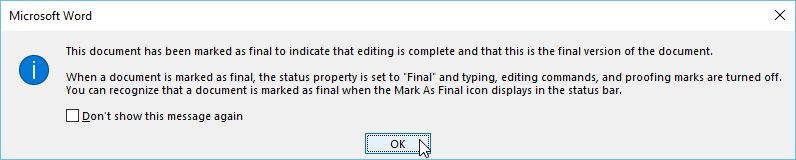 Microsoft Word
This document has been marked as final to indicate that editing is complete and that this is the final version of the document.
When a document is marked as final, the status property is set to "Final" and typing, editing commands, and proofing marks are turned off.
You can recognize that a document is marked as final when the Mark As Final icon displays in the status bar.
Don't show this message again
OK